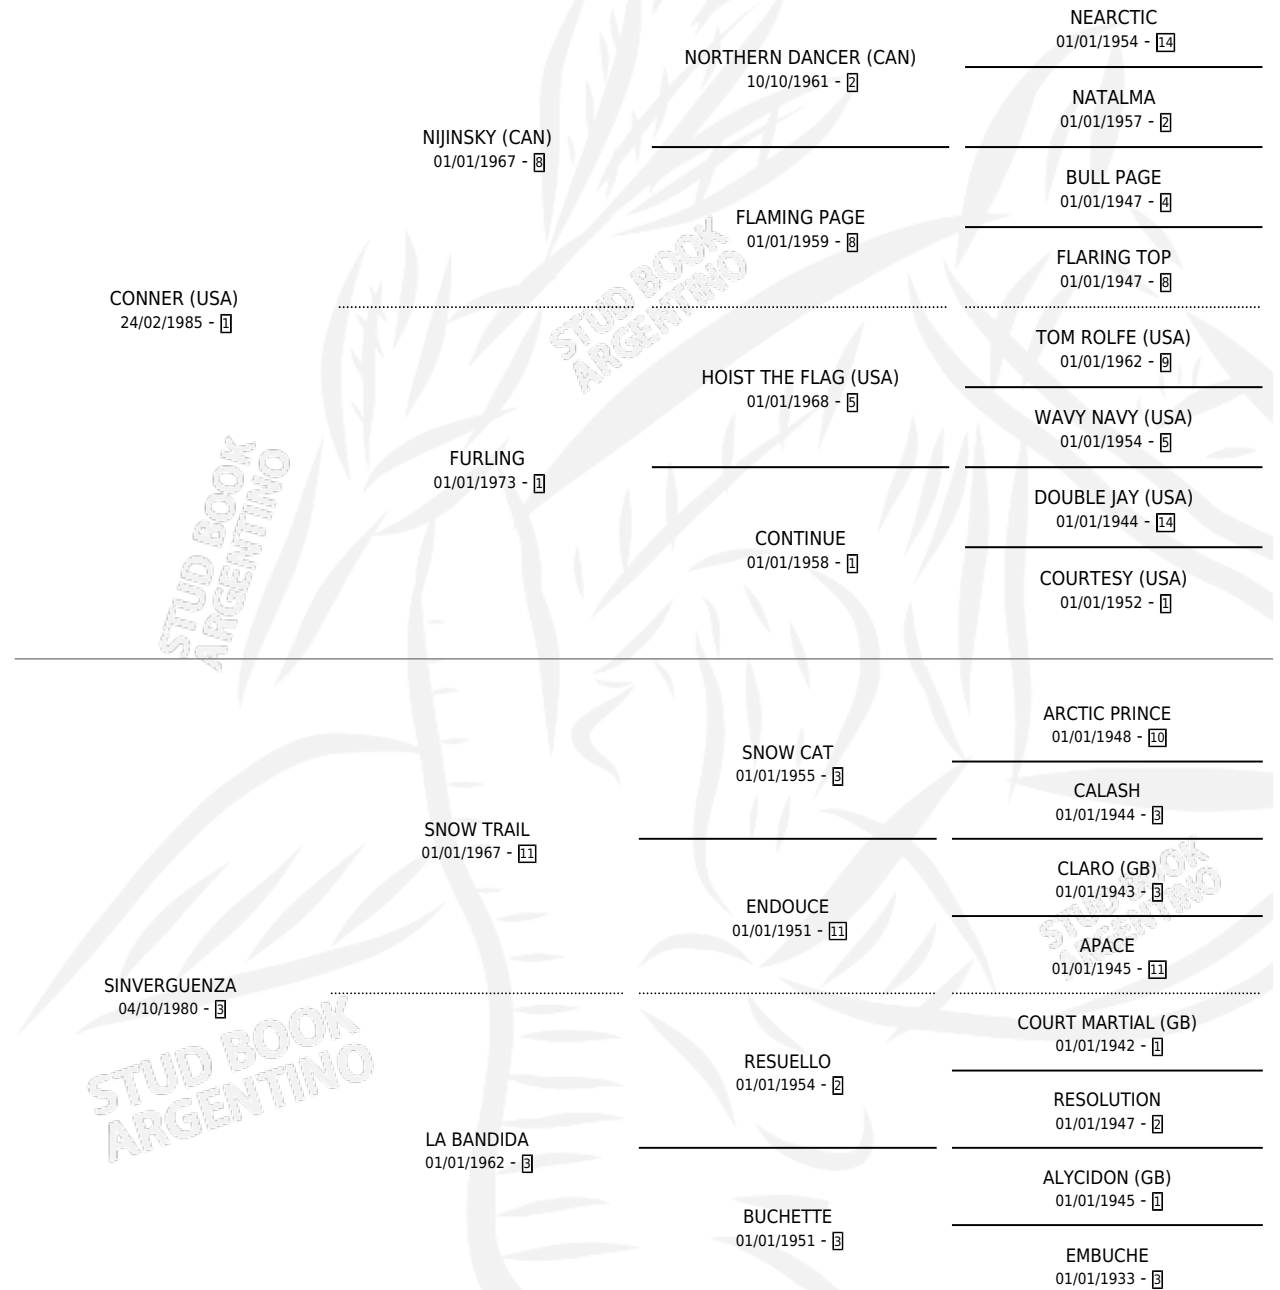 NEARCTIC
01/01/1954 - 14
NORTHERN DANCER (CAN)
10/10/1961 - 2
NATALMA
01/01/1957 - 2
NIJINSKY (CAN)
01/01/1967 - 8
BULL PAGE
01/01/1947 - 4
FLAMING PAGE
01/01/1959 - 8
FLARING TOP
01/01/1947 - 8
CONNER (USA)
24/02/1985 - 1
TOM ROLFE (USA)
01/01/1962 - 9
HOIST THE FLAG (USA)
01/01/1968 - 5
WAVY NAVY (USA)
01/01/1954 - 5
FURLING
01/01/1973 - 1
DOUBLE JAY (USA)
01/01/1944 - 14
CONTINUE
01/01/1958 - 1
COURTESY (USA)
01/01/1952 - 1
ARCTIC PRINCE
01/01/1948 - 10
SNOW CAT
01/01/1955 - 3
CALASH
01/01/1944 - 3
SNOW TRAIL
01/01/1967 - 11
CLARO (GB)
01/01/1943 - 3
ENDOUCE
01/01/1951 - 11
APACE
01/01/1945 - 11
SINVERGUENZA
04/10/1980 - 3
COURT MARTIAL (GB)
01/01/1942 - 1
RESUELLO
01/01/1954 - 2
RESOLUTION
01/01/1947 - 2
LA BANDIDA
01/01/1962 - 3
ALYCIDON (GB)
01/01/1945 - 1
BUCHETTE
01/01/1951 - 3
EMBUCHE
01/01/1933 - 3
STUD BOOK
ARGENTINO
STUD BOOK
ARGENTINO
STUD BOOK
ARGENTINO
STUD BOOK
ARGENTINO